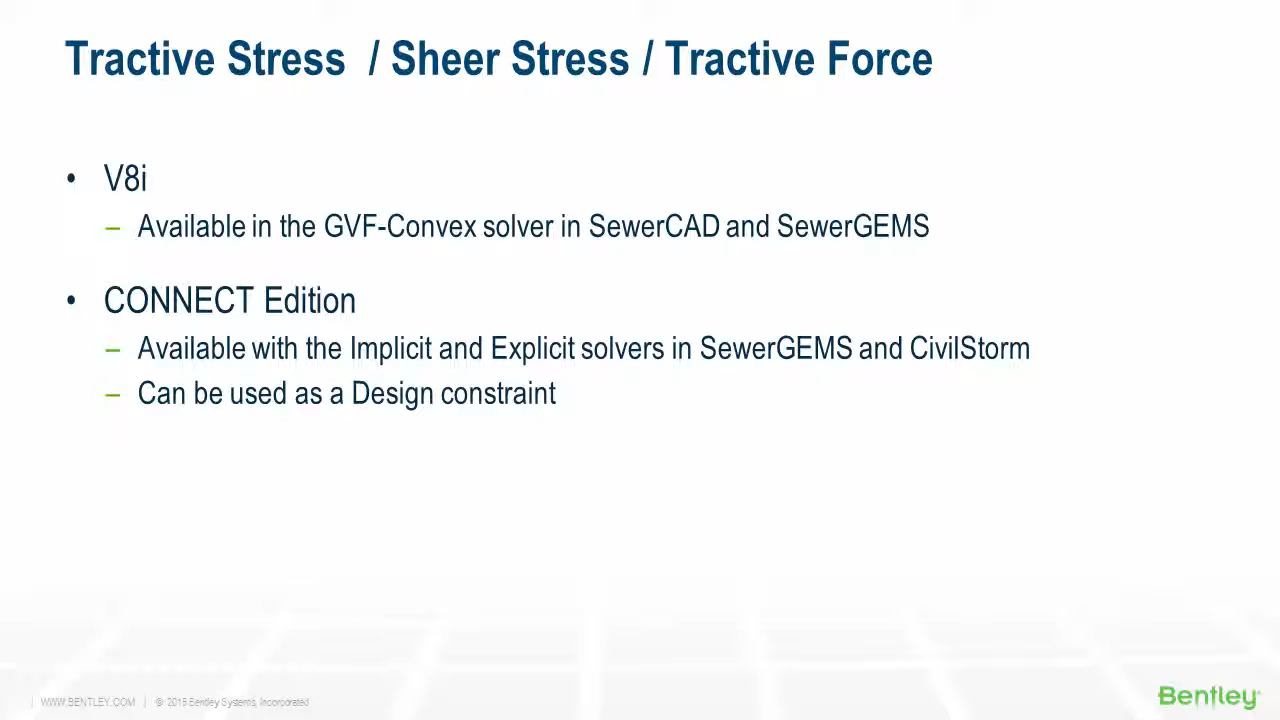 Tractive Stress / Sheer Stress / Tractive Force
• V8i
– Available in the GVF-Convex solver in SewerCAD and SewerGEMS
• CONNECT Edition
– Available with the Implicit and Explicit solvers in SewerGEMS and CivilStorm
– Can be used as a Design constraint
| WWW.BENTLEY.COM | © 2015 Bentley Systems, Incorporated
Bentley